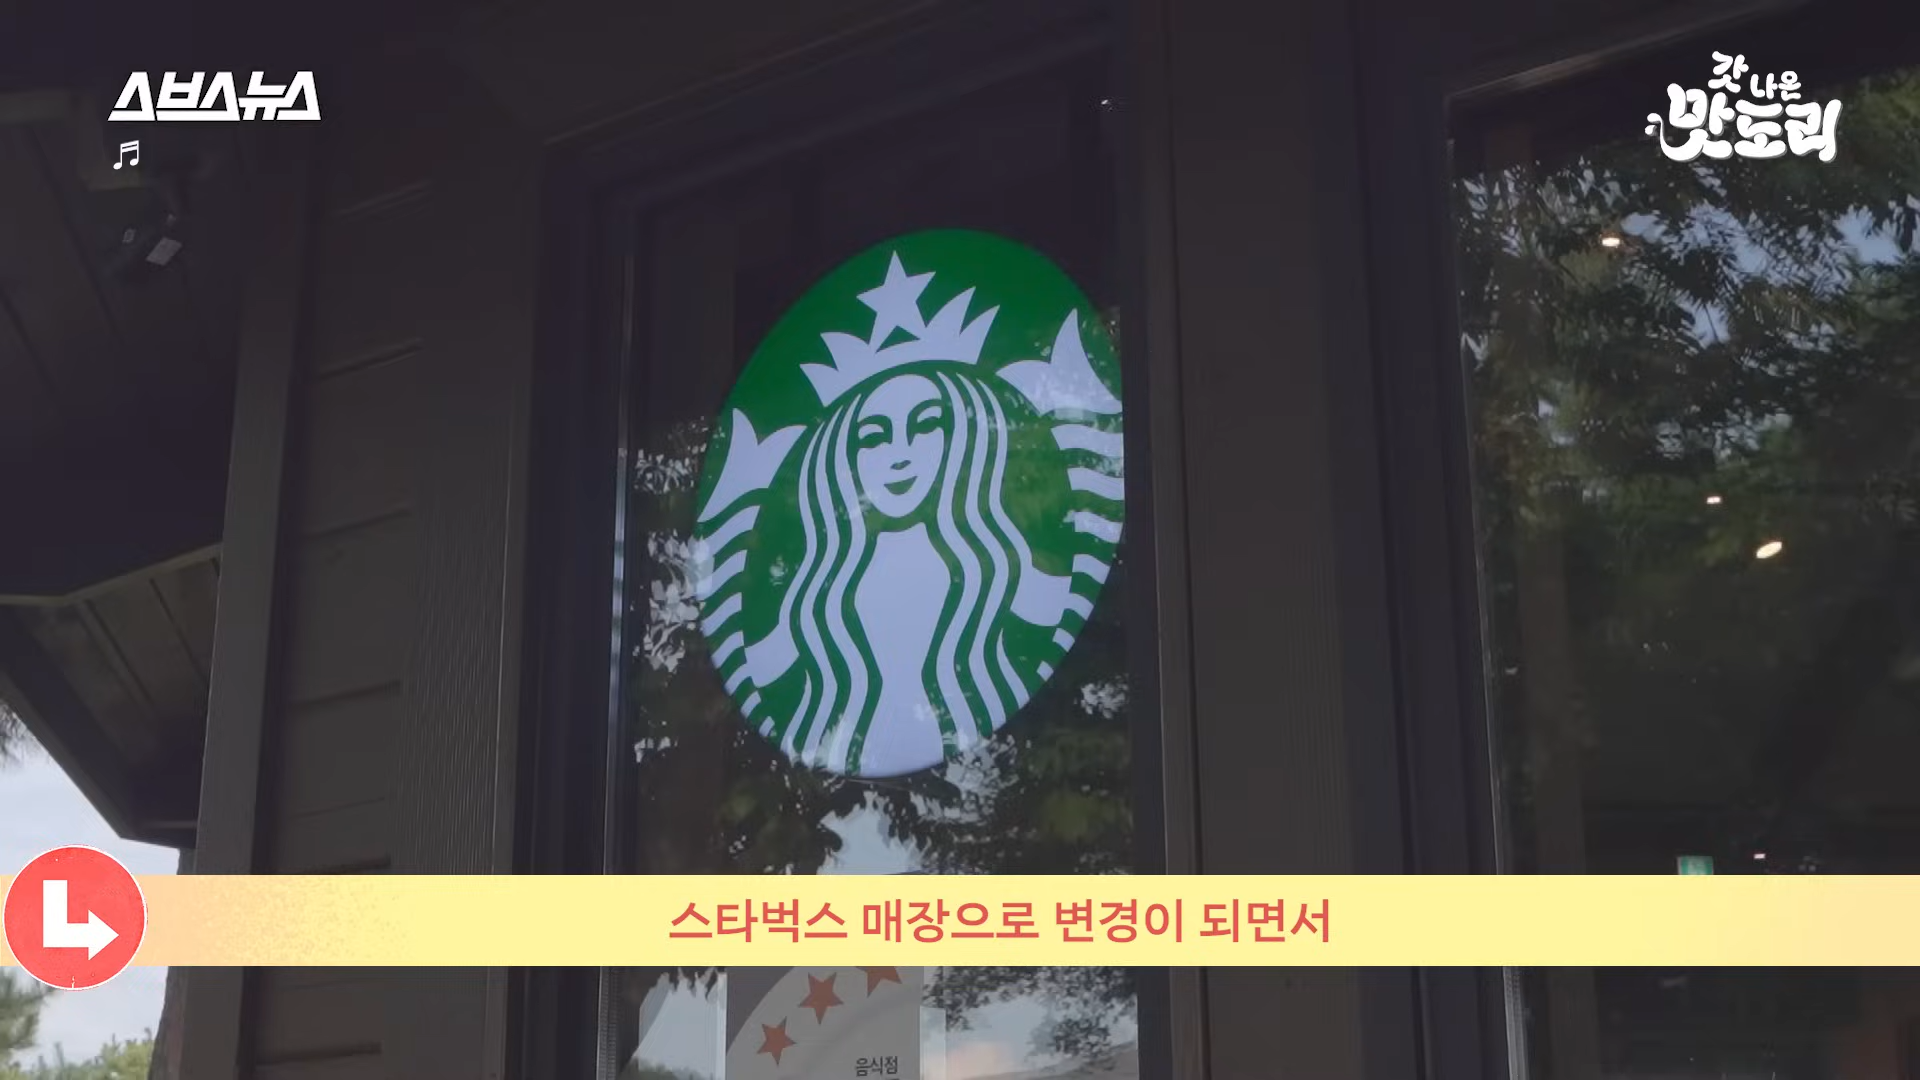 스브스뉴스
갓 나온
맛도리
스타벅스 매장으로 변경이 되면서
음식점